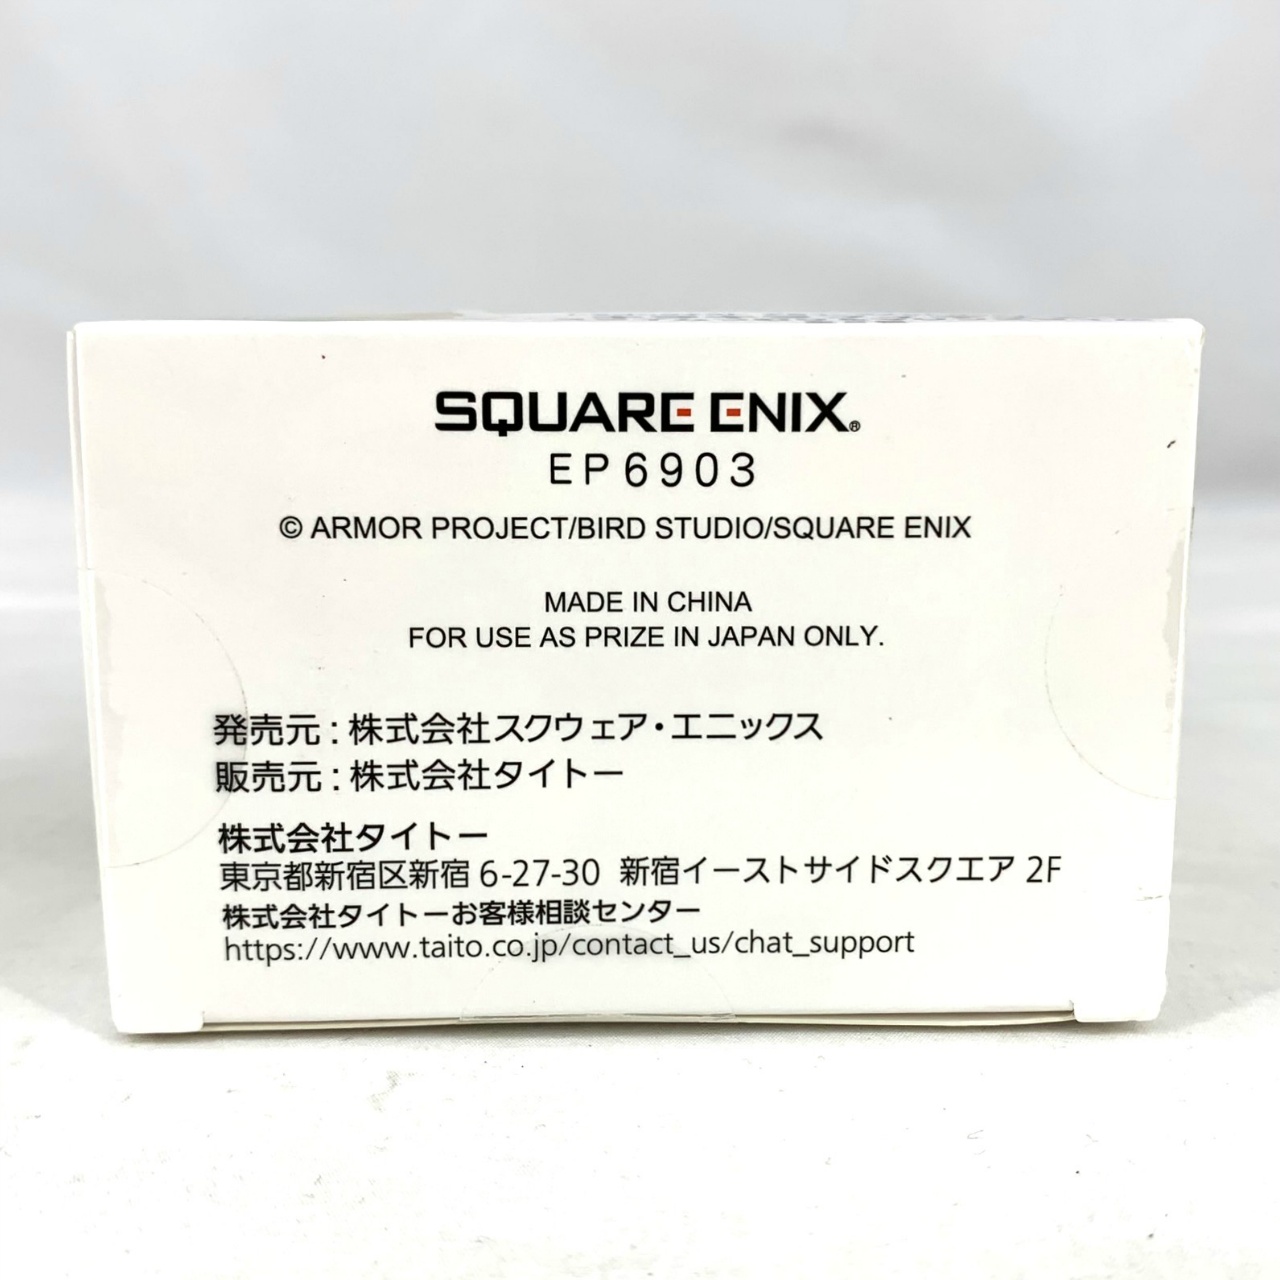 SQUARE ENIX®
EP6903
© ARMOR PROJECT/BIRD STUDIO/SQUARE ENIX
MADE IN CHINA
FOR USE AS PRIZE IN JAPAN ONLY.
発売元：株式会社スクウェア・エニックス
販売元：株式会社タイトー
株式会社タイトー
東京都新宿区新宿 6-27-30 新宿イーストサイドスクエア 2F
株式会社タイトーお客様相談センター
https://www.taito.co.jp/contact_us/chat_support